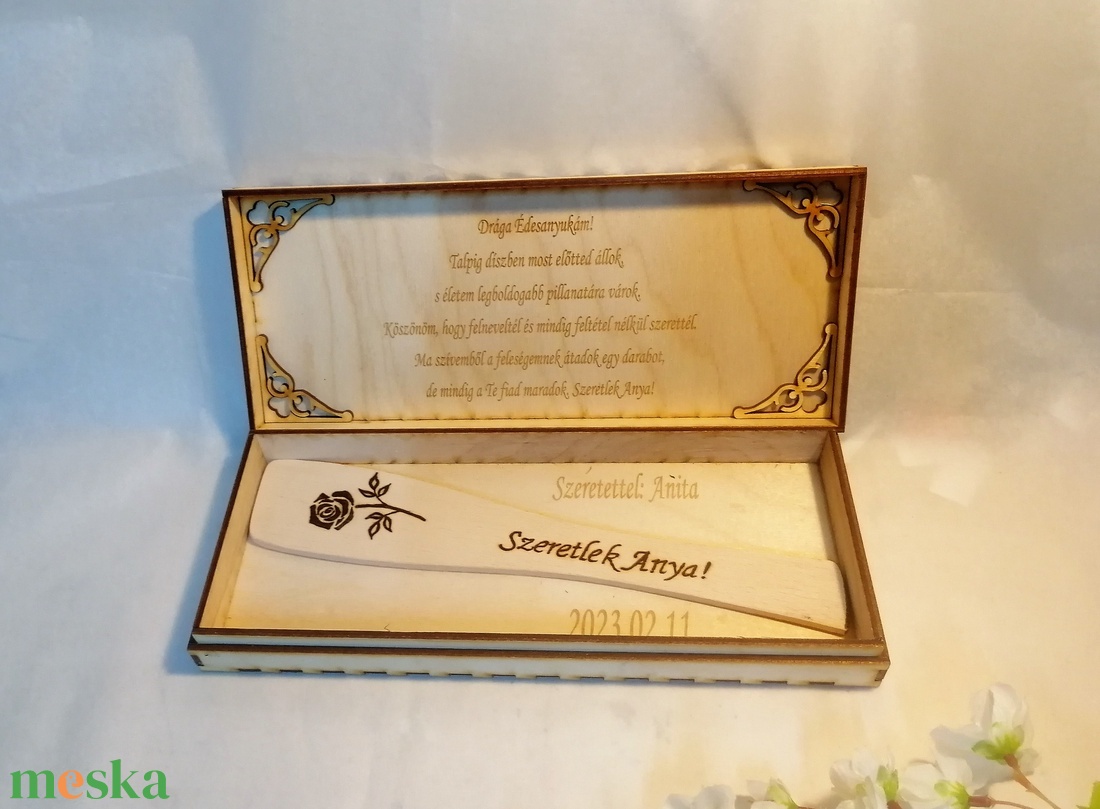 Drága Édesanyukám!
Talpig díszben most előtted állok,
s életem legboldogabb pillanatára várok.
Köszönöm, hogy felneveltél és mindig feltétel nélkül szerettél.
Ma szívemből a feleségemnek átadok egy darabot,
de mindig a Te fiad maradok. Szeretlek Anya!
Szeretettel: Anita
Szeretlek Anya!
2023.02.11
meska